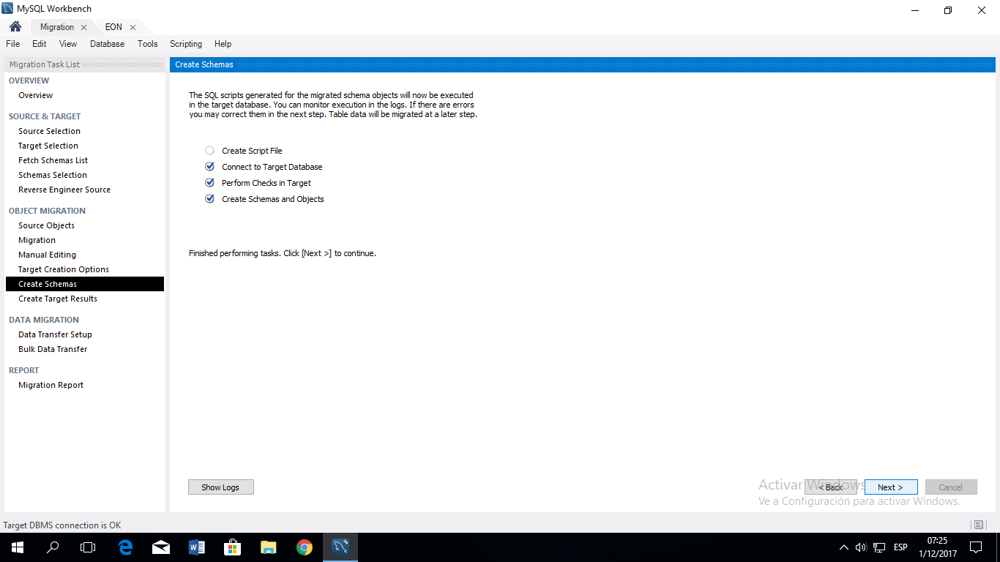 MySQL Workbench
Migration
EON
File Edit View Database Tools Scripting Help
Migration Task List
OVERVIEW
Overview
SOURCE & TARGET
Source Selection
Target Selection
Fetch Schemas List
Schemas Selection
Reverse Engineer Source
OBJECT MIGRATION
Source Objects
Migration
Manual Editing
Target Creation Options
Create Schemas
Create Target Results
DATA MIGRATION
Data Transfer Setup
Bulk Data Transfer
REPORT
Migration Report
Create Schemas
The SQL scripts generated for the migrated schema objects will now be executed
in the target database. You can monitor execution in the logs. If there are errors
you may correct them in the next step. Table data will be migrated at a later step.
Create Script File
Connect to Target Database
Perform Checks in Target
Create Schemas and Objects
Finished performing tasks. Click [Next >] to continue.
Show Logs
< Back
Next >
Cancel
Activar Windows
Ve a Configuración para activar Windows.
Target DBMS connection is OK
ESP
07:25
1/12/2017